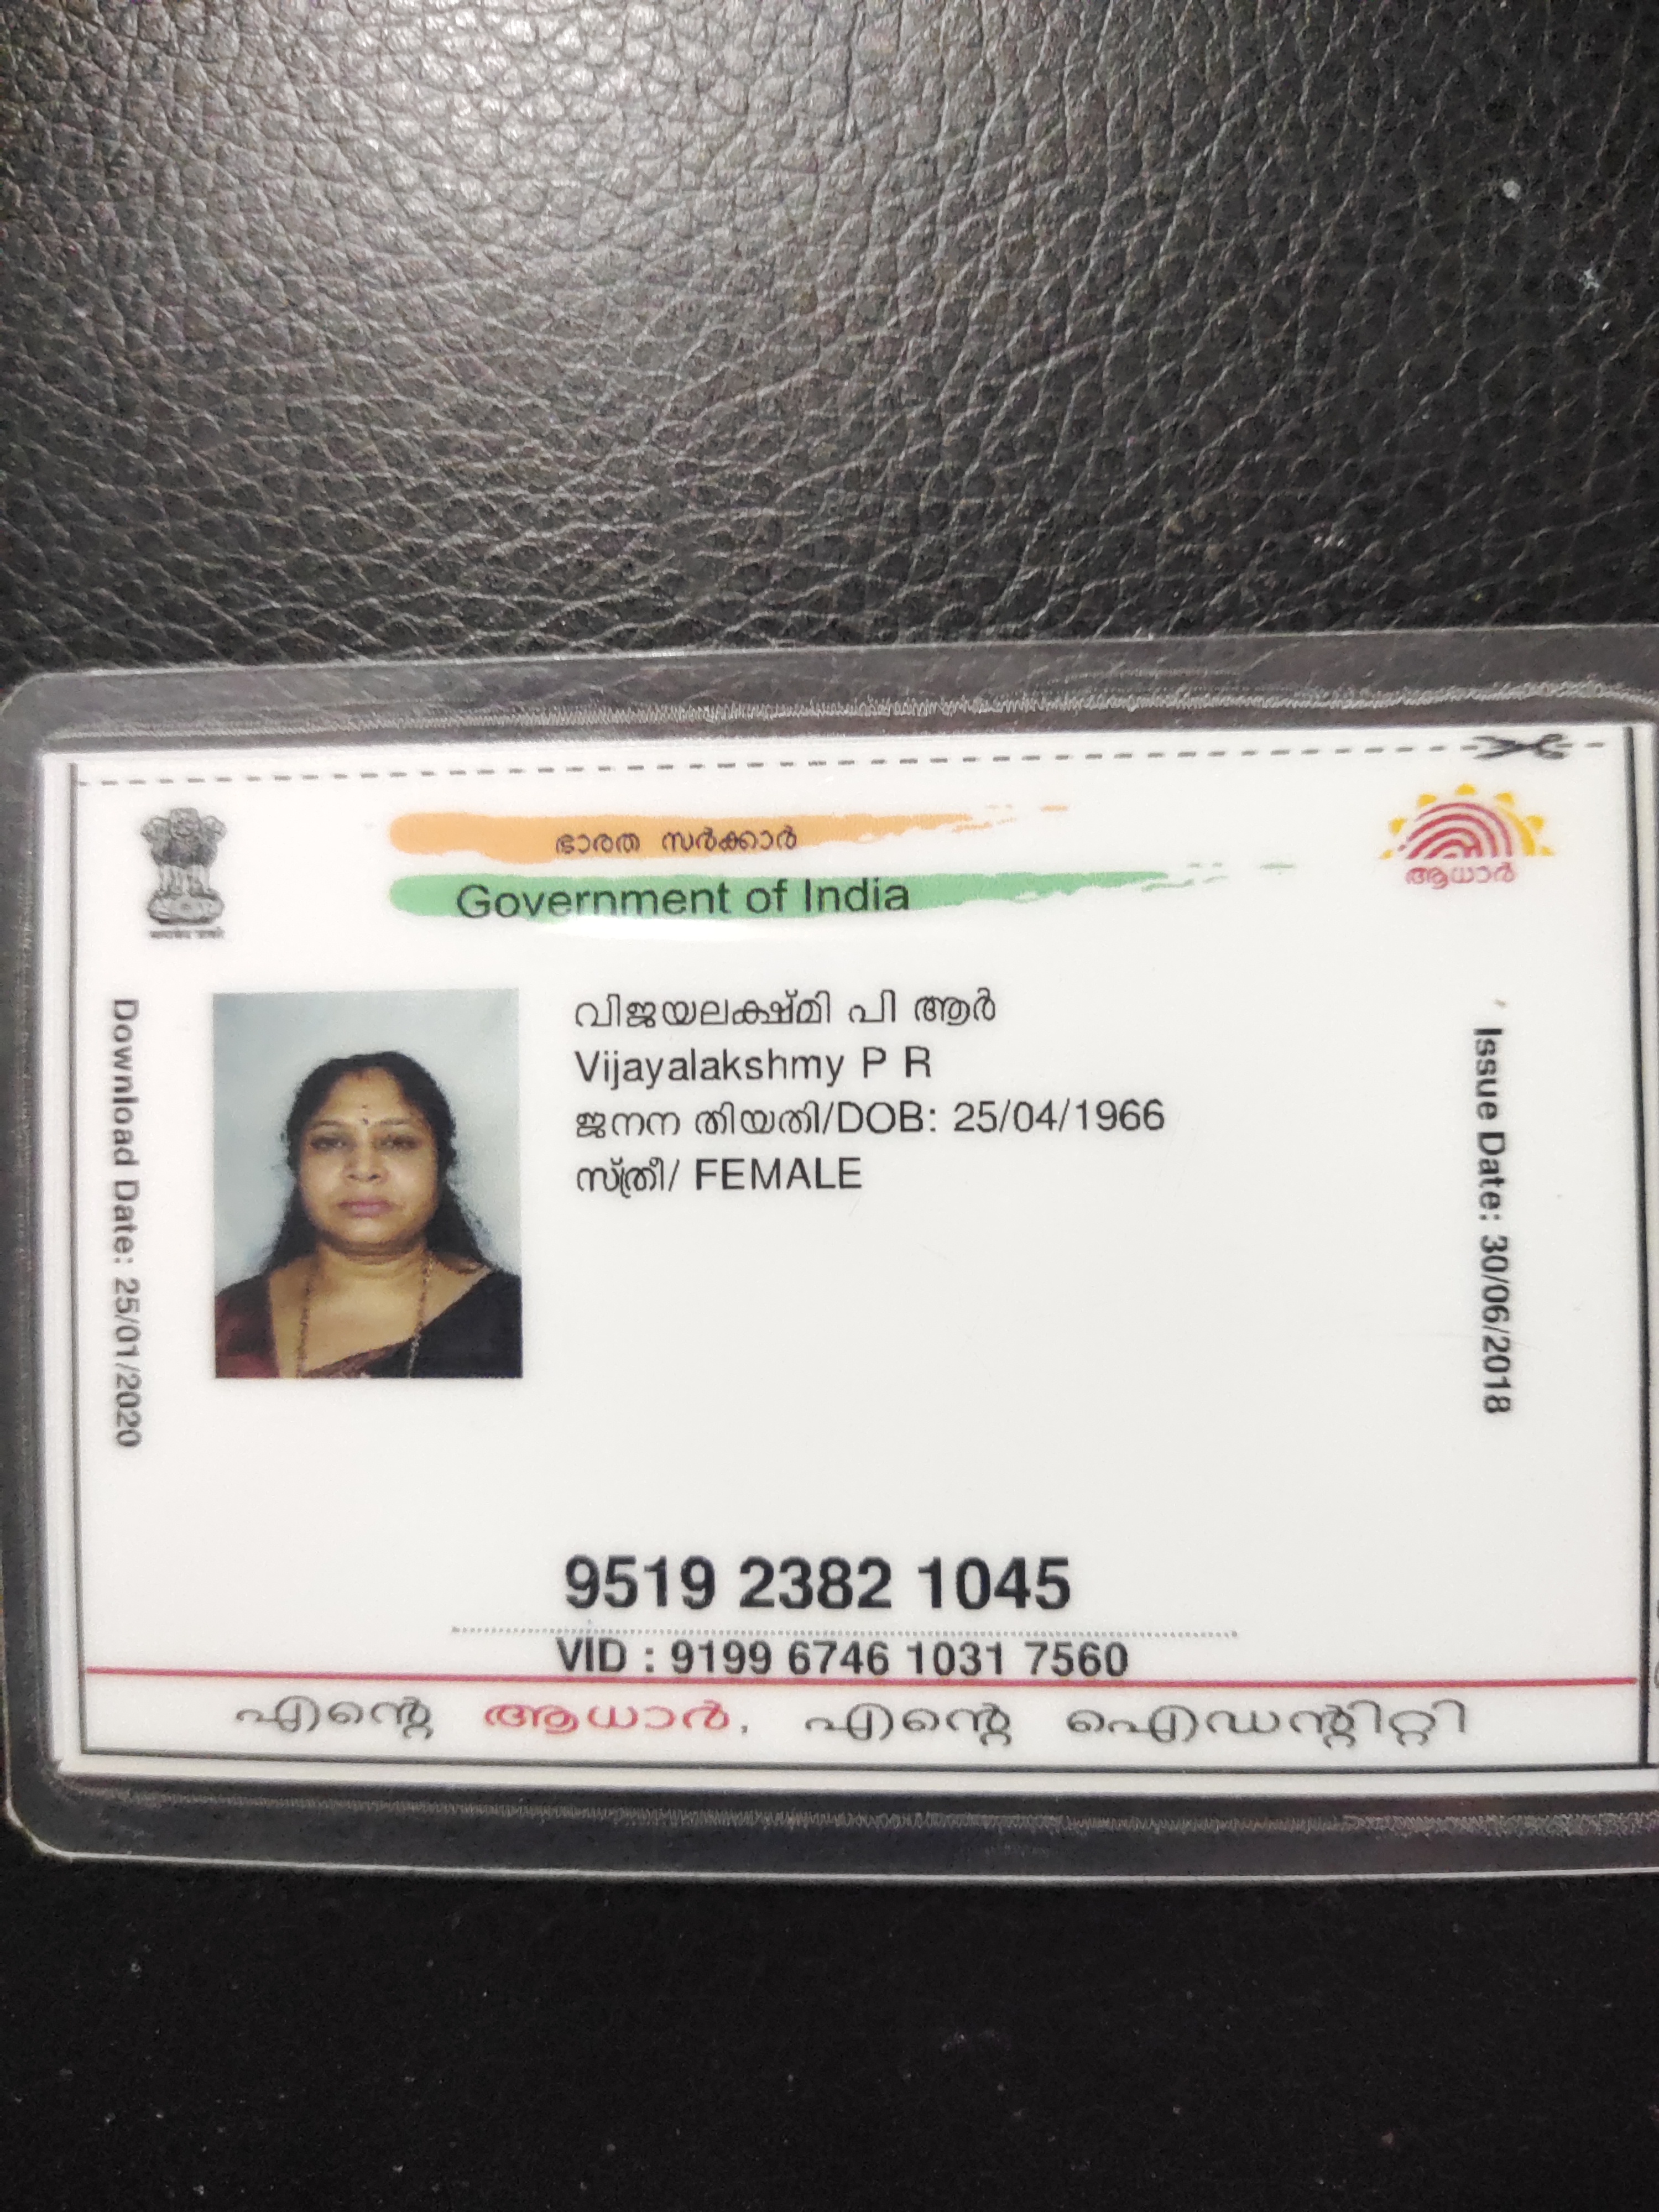 ഭാരത സർക്കാർ
Government of India
ആധാർ
Download Date: 25/01/2020
വിജയലക്ഷ്മി പി ആർ
Vijayalakshmy P R
ജനന തിയതി/DOB: 25/04/1966
സ്ത്രീ/ FEMALE
Issue Date: 30/06/2018
9519 2382 1045
VID : 9199 6746 1031 7560
എന്റെ ആധാർ, എന്റെ ഐഡന്റിറ്റി